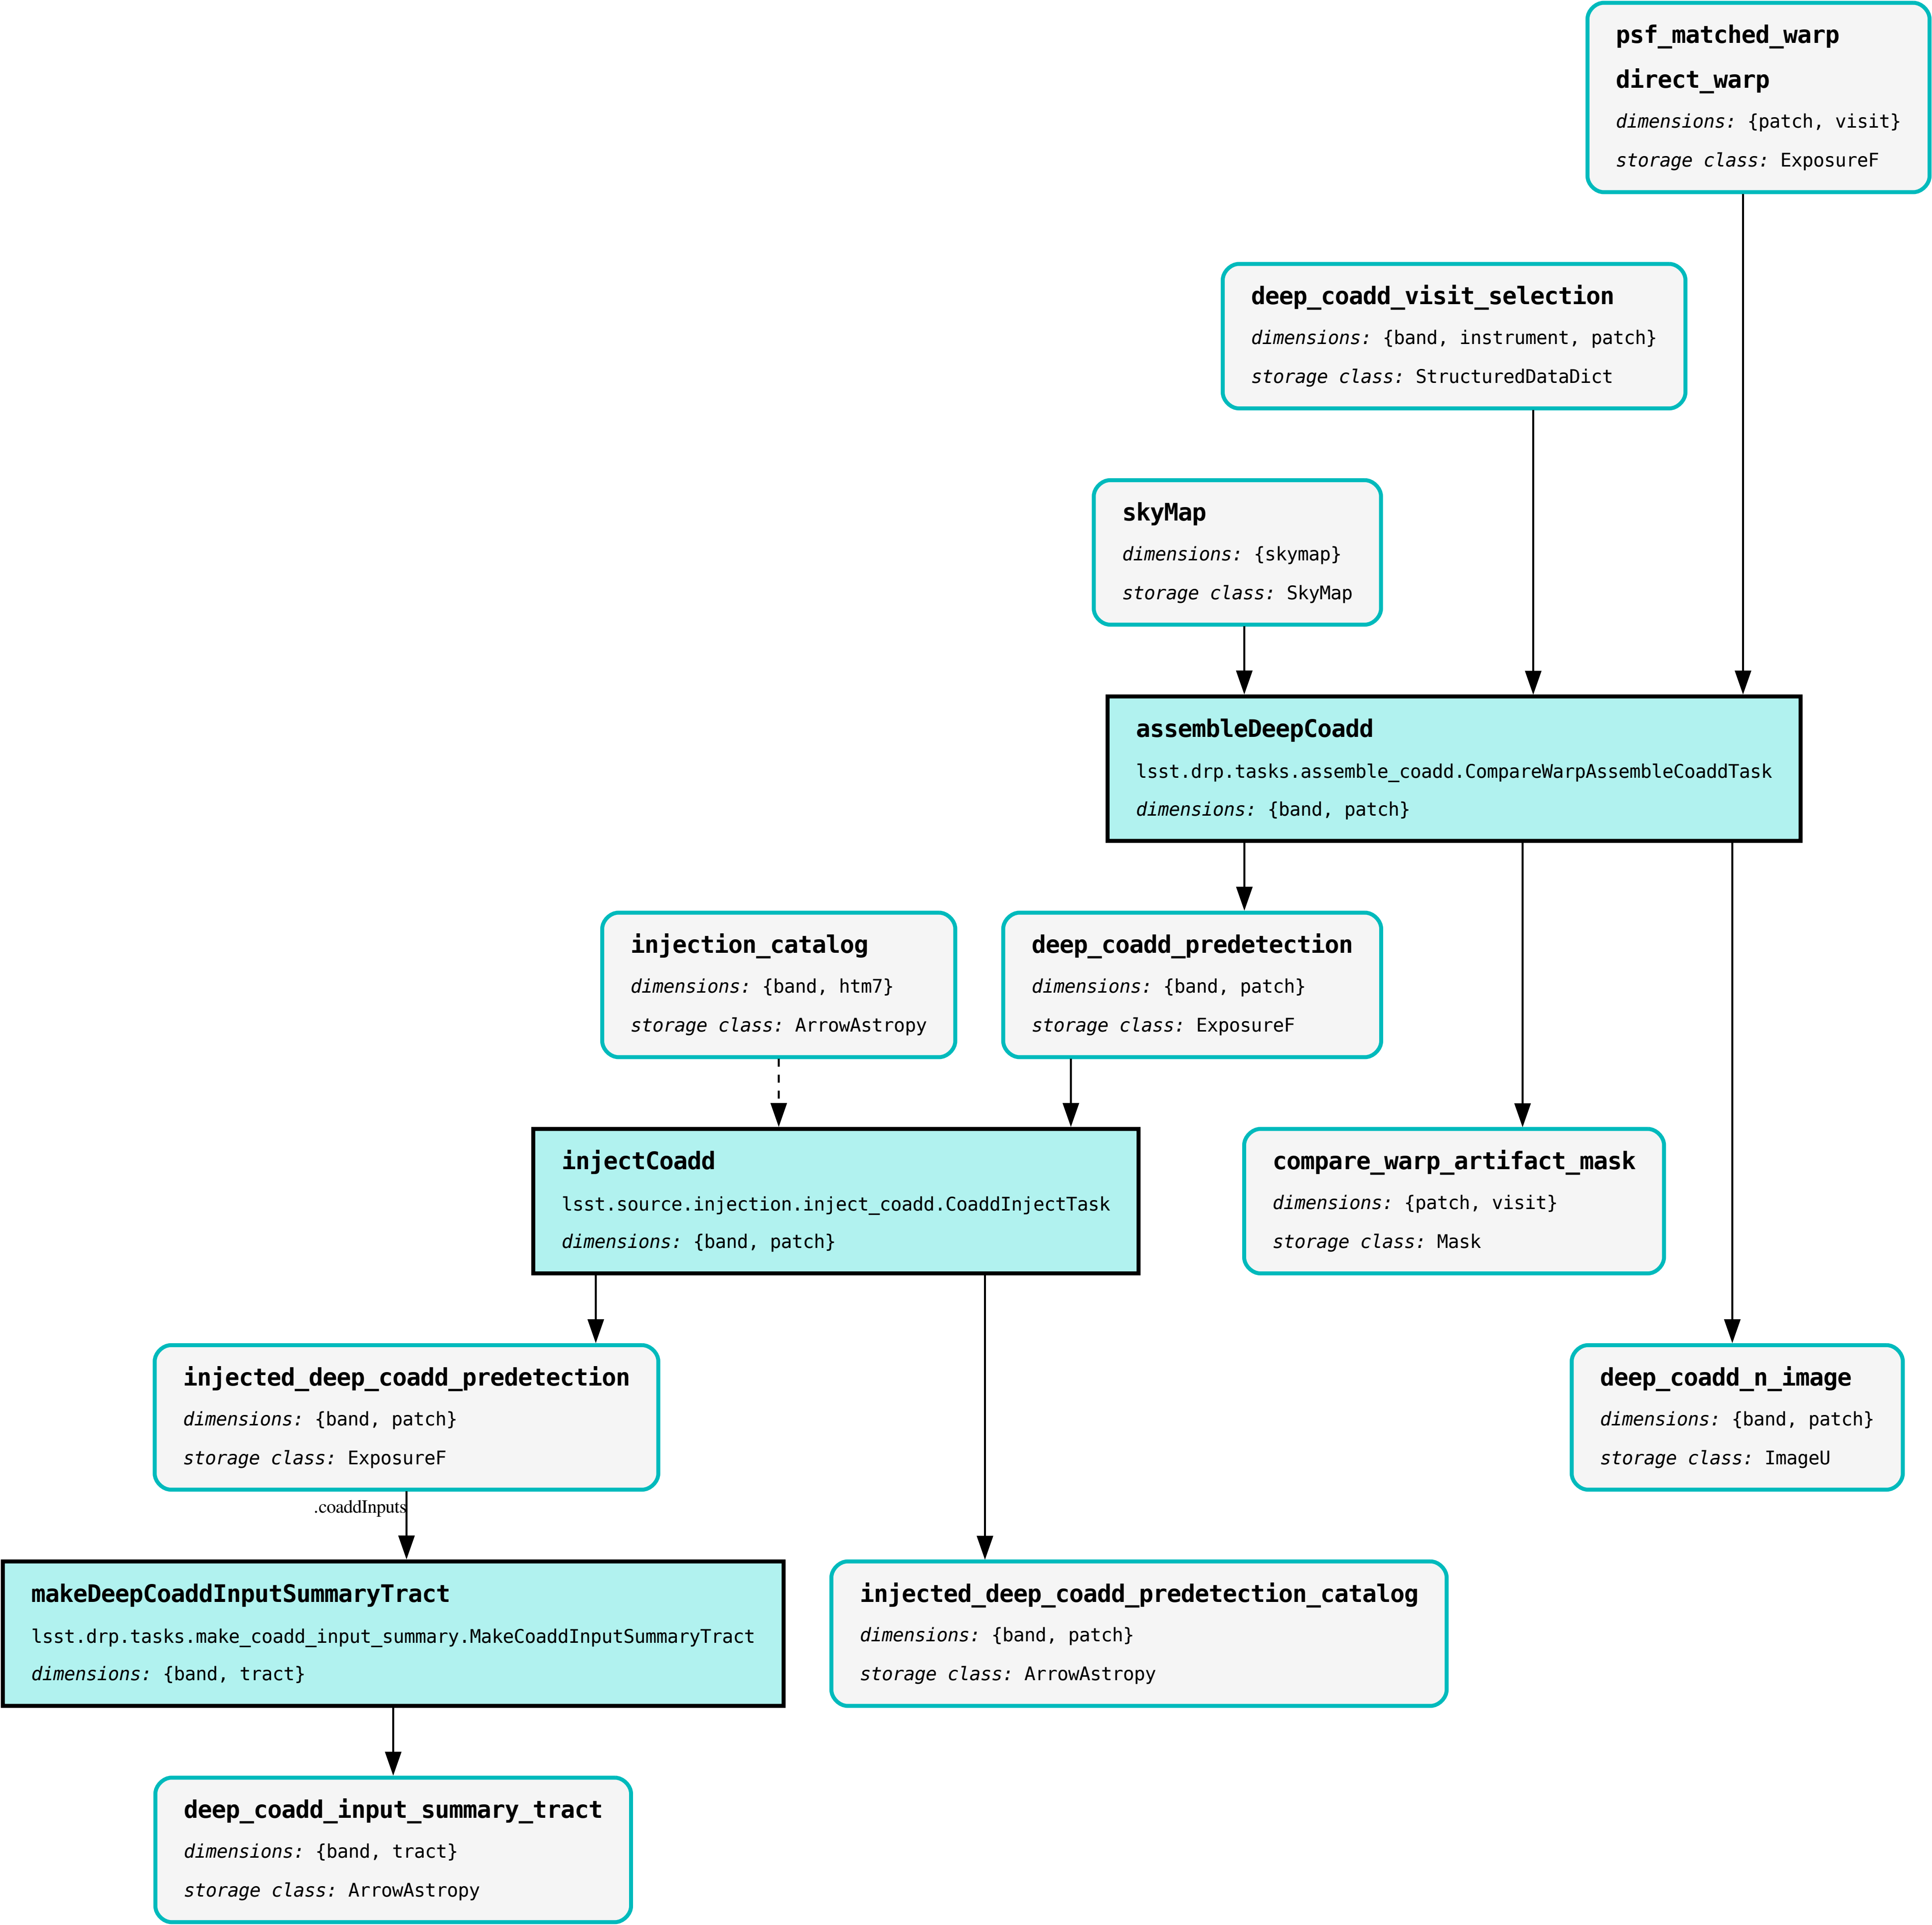 psf_matched_warp
direct_warp
dimensions: {patch, visit}
storage class: ExposureF
deep_coadd_visit_selection
dimensions: {band, instrument, patch}
storage class: StructuredDataDict
skyMap
dimensions: {skymap}
storage class: SkyMap
assembleDeepCoadd
lsst.drp.tasks.assemble_coadd.CompareWarpAssembleCoaddTask
dimensions: {band, patch}
injection_catalog
dimensions: {band, htm7}
storage class: ArrowAstropy
deep_coadd_predetection
dimensions: {band, patch}
storage class: ExposureF
injectCoadd
lsst.source.injection.inject_coadd.CoaddInjectTask
dimensions: {band, patch}
compare_warp_artifact_mask
dimensions: {patch, visit}
storage class: Mask
injected_deep_coadd_predetection
dimensions: {band, patch}
storage class: ExposureF
deep_coadd_n_image
dimensions: {band, patch}
storage class: ImageU
.coaddInputs
makeDeepCoaddInputSummaryTract
lsst.drp.tasks.make_coadd_input_summary.MakeCoaddInputSummaryTract
dimensions: {band, tract}
injected_deep_coadd_predetection_catalog
dimensions: {band, patch}
storage class: ArrowAstropy
deep_coadd_input_summary_tract
dimensions: {band, tract}
storage class: ArrowAstropy